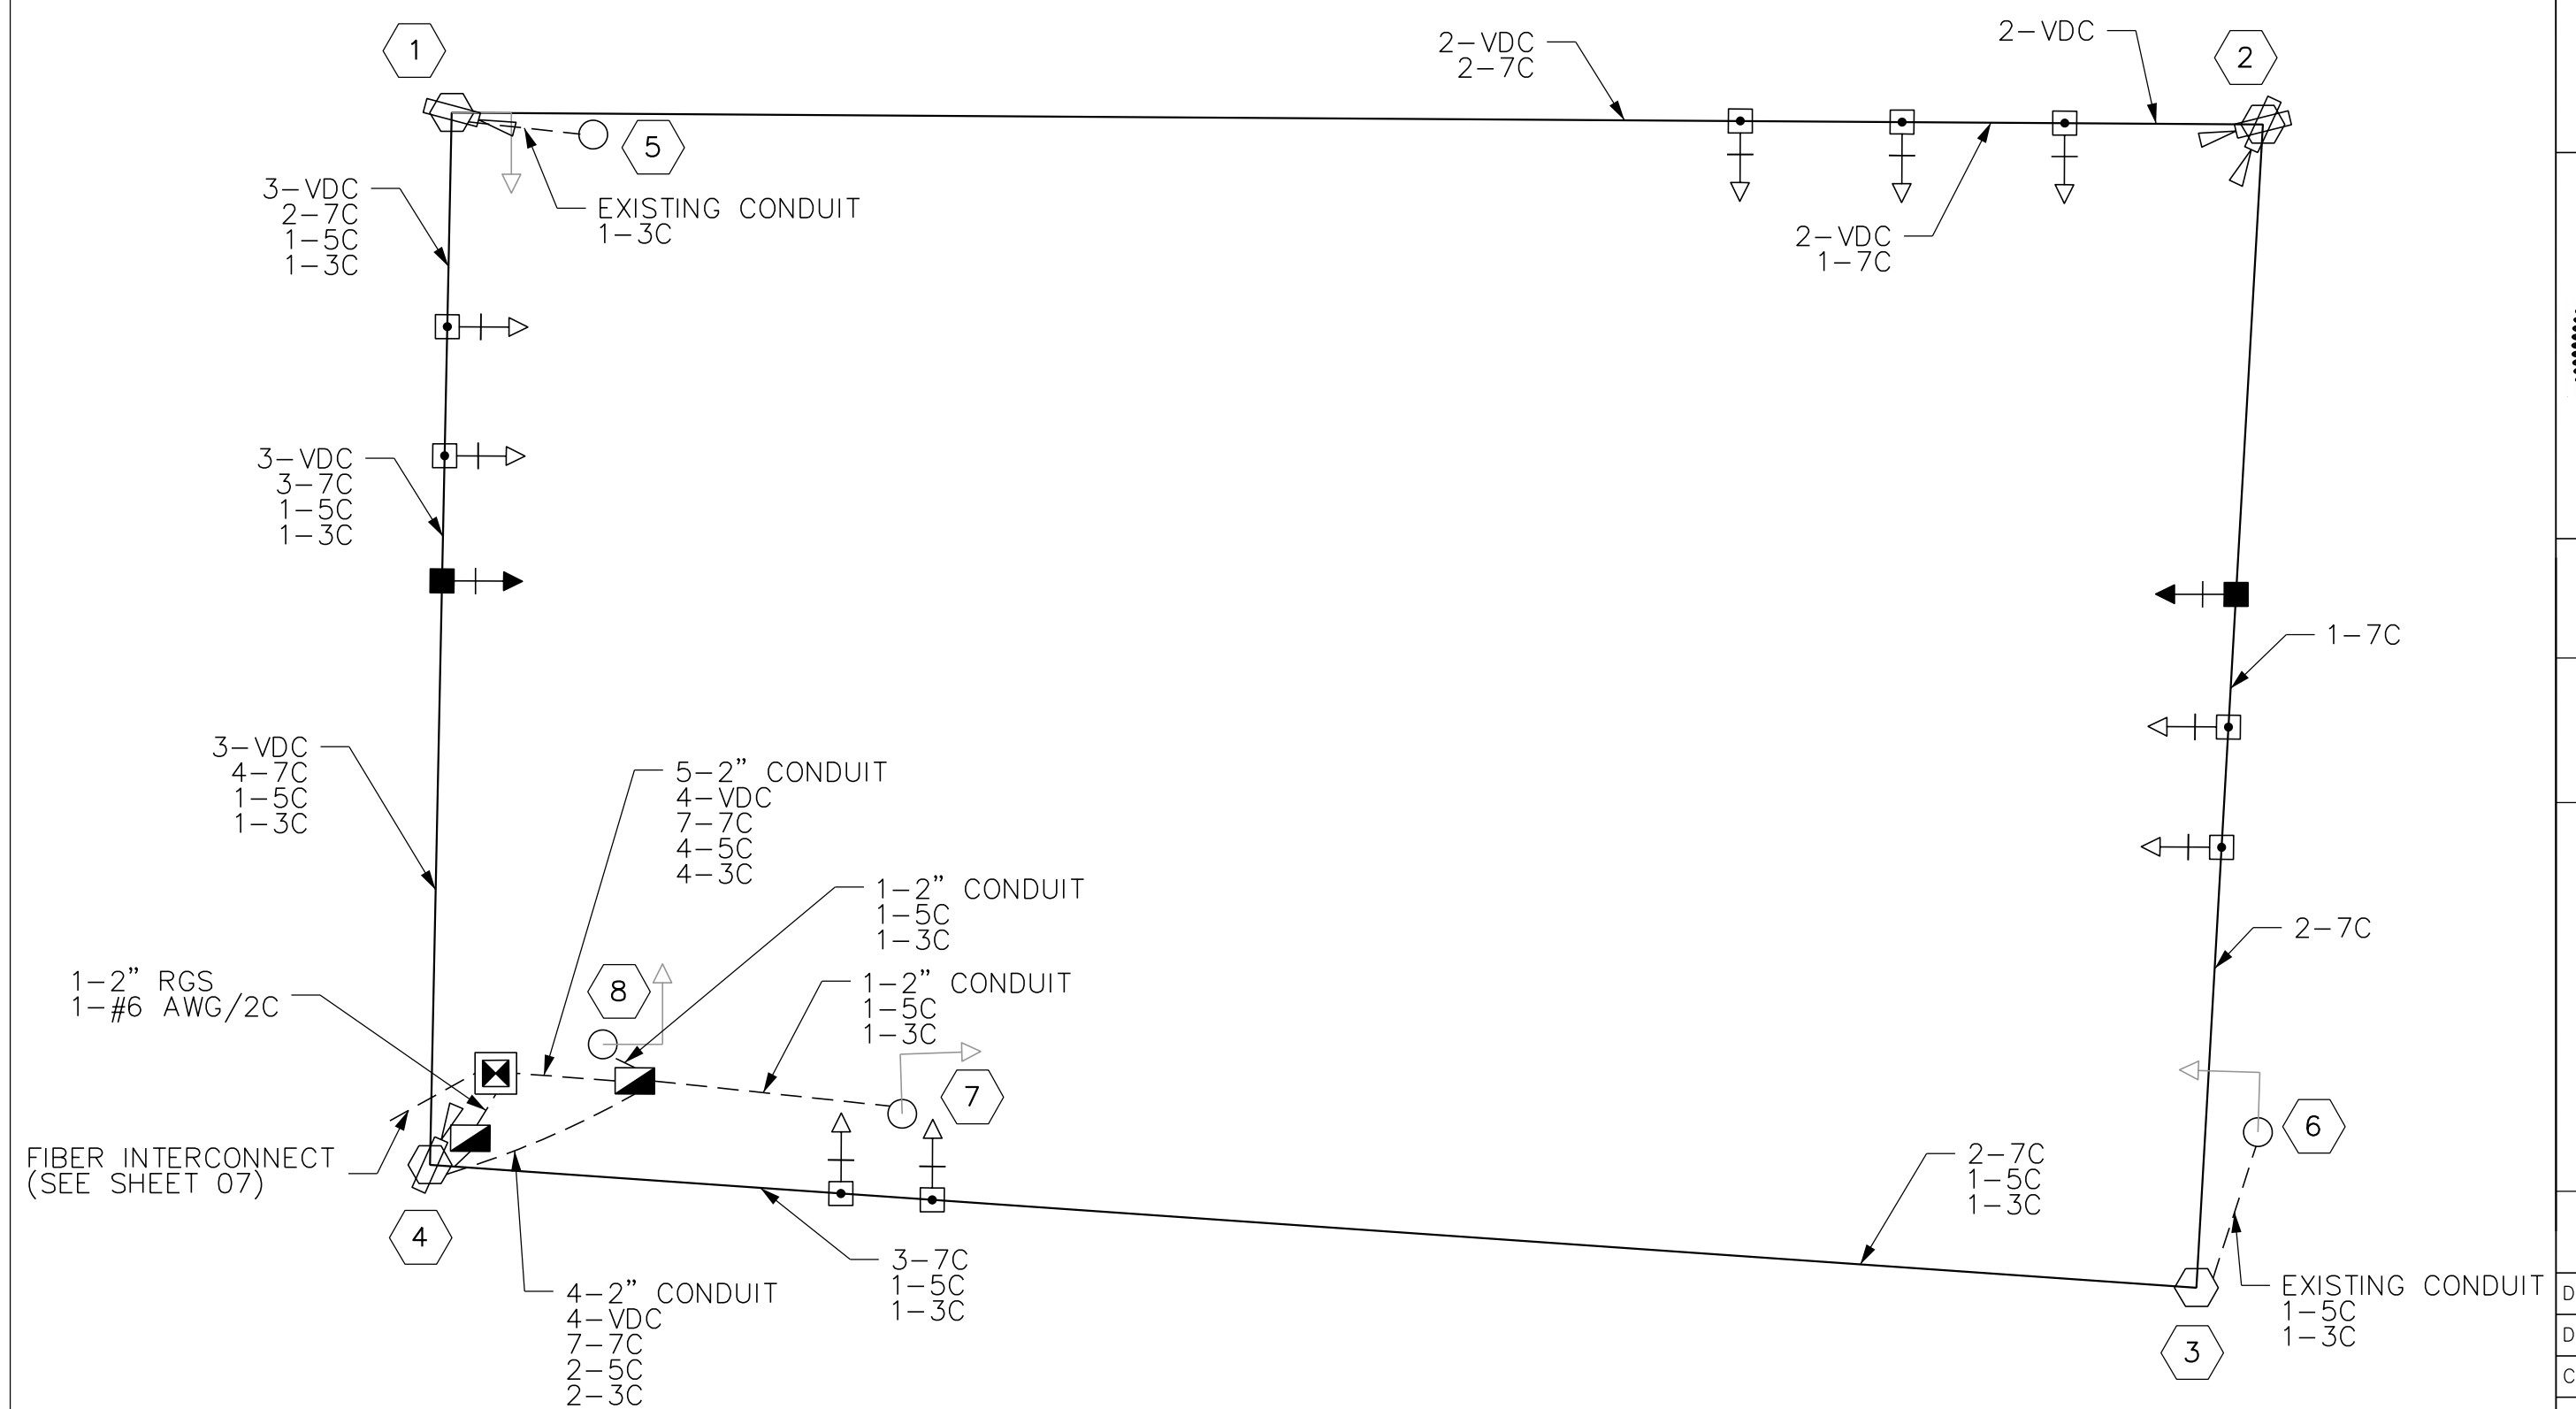 1
2-VDC
2-7C
2-VDC
2
5
3-VDC
2-7C
1-5C
1-3C
EXISTING CONDUIT
1-3C
2-VDC
1-7C
3-VDC
3-7C
1-5C
1-3C
1-7C
3-VDC
4-7C
1-5C
1-3C
5-2" CONDUIT
4-VDC
7-7C
4-5C
4-3C
1-2" CONDUIT
1-5C
1-3C
2-7C
1-2" RGS
1-#6 AWG/2C
8
1-2" CONDUIT
1-5C
1-3C
7
6
FIBER INTERCONNECT
(SEE SHEET 07)
2-7C
1-5C
1-3C
4
3-7C
1-5C
1-3C
4-2" CONDUIT
4-VDC
7-7C
2-5C
2-3C
EXISTING CONDUIT
1-5C
1-3C
3
D
D
C